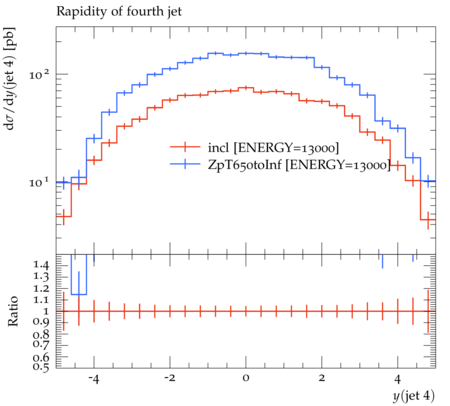 Rapidity of fourth jet
dσ/dy(jet 4) [pb]
10²
10¹
incl [ENERGY=13000]
ZpT650toInf [ENERGY=13000]
Ratio
1.4
1.3
1.2
1.1
1
0.9
0.8
0.7
0.6
0.5
-4 -2 0 2 4
y(jet 4)